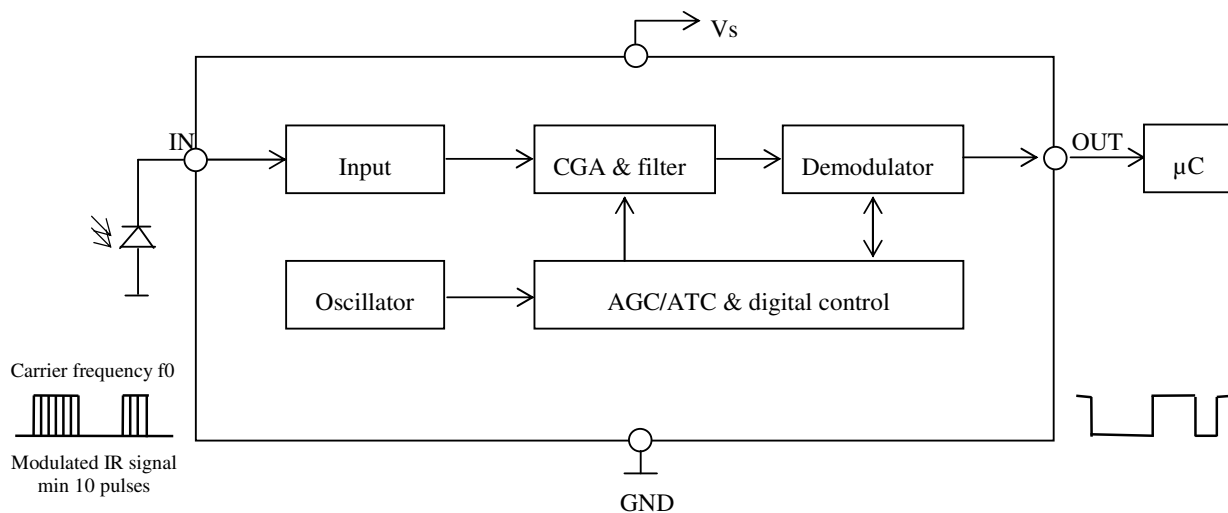 Vs
IN
OUT
Input
CGA & filter
Demodulator
µC
Oscillator
AGC/ATC & digital control
Carrier frequency f0
Modulated IR signal
min 10 pulses
GND